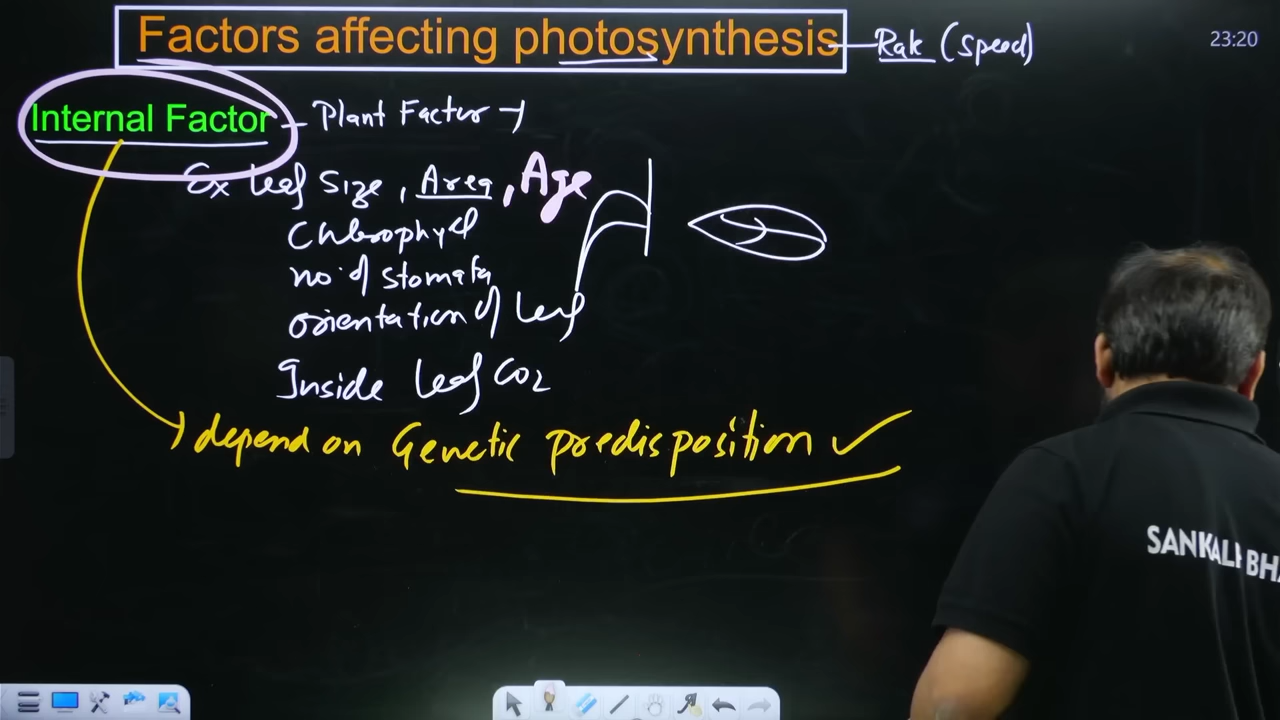 Factors affecting photosynthesis — Rate (Speed)
23:20
Internal Factor — Plant Factor →
Ex Leaf Size, Area, Age
Chlorophyll
no. of Stomata
orientation of Leaf
Inside Leaf CO2
depend on Genetic predisposition ✓
SANKALP BHA